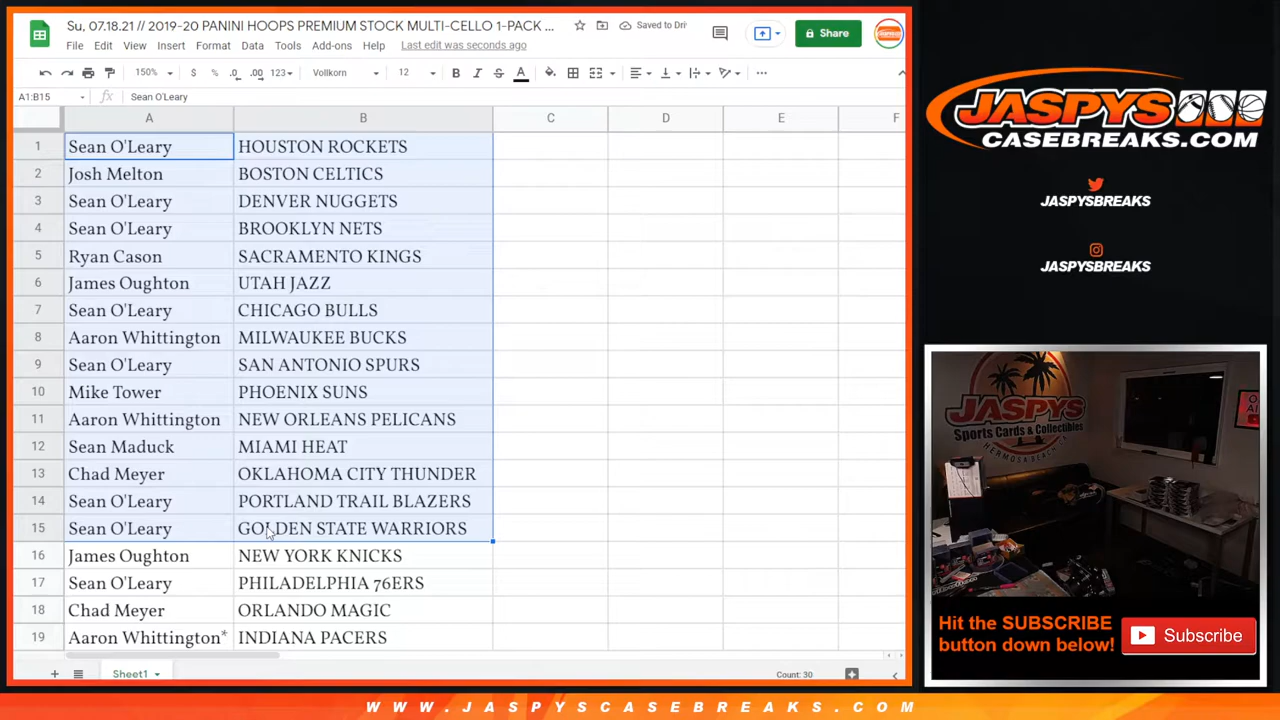 Su, 07.18.21 // 2019-20 PANINI HOOPS PREMIUM STOCK MULTI-CELLO 1-PACK ...
Saved to Dri
File Edit View Insert Format Data Tools Add-ons Help Last edit was seconds ago
Share
150% $ % .0 .00 123 Vollkorn 12 B I S A
A1:B15 fx Sean O'Leary
A B C D E F
1 Sean O'Leary HOUSTON ROCKETS
2 Josh Melton BOSTON CELTICS
3 Sean O'Leary DENVER NUGGETS
4 Sean O'Leary BROOKLYN NETS
5 Ryan Cason SACRAMENTO KINGS
6 James Oughton UTAH JAZZ
7 Sean O'Leary CHICAGO BULLS
8 Aaron Whittington MILWAUKEE BUCKS
9 Sean O'Leary SAN ANTONIO SPURS
10 Mike Tower PHOENIX SUNS
11 Aaron Whittington NEW ORLEANS PELICANS
12 Sean Maduck MIAMI HEAT
13 Chad Meyer OKLAHOMA CITY THUNDER
14 Sean O'Leary PORTLAND TRAIL BLAZERS
15 Sean O'Leary GOLDEN STATE WARRIORS
16 James Oughton NEW YORK KNICKS
17 Sean O'Leary PHILADELPHIA 76ERS
18 Chad Meyer ORLANDO MAGIC
19 Aaron Whittington* INDIANA PACERS
Sheet1
Count: 30
JASPYS
CASEBREAKS.COM
JASPYSBREAKS
JASPYSBREAKS
JASPYS
Sports Cards & Collectibles
HERMOSA BEACH
Hit the SUBSCRIBE
button down below!
Subscribe
WWW.JASPYSCASEBREAKS.COM